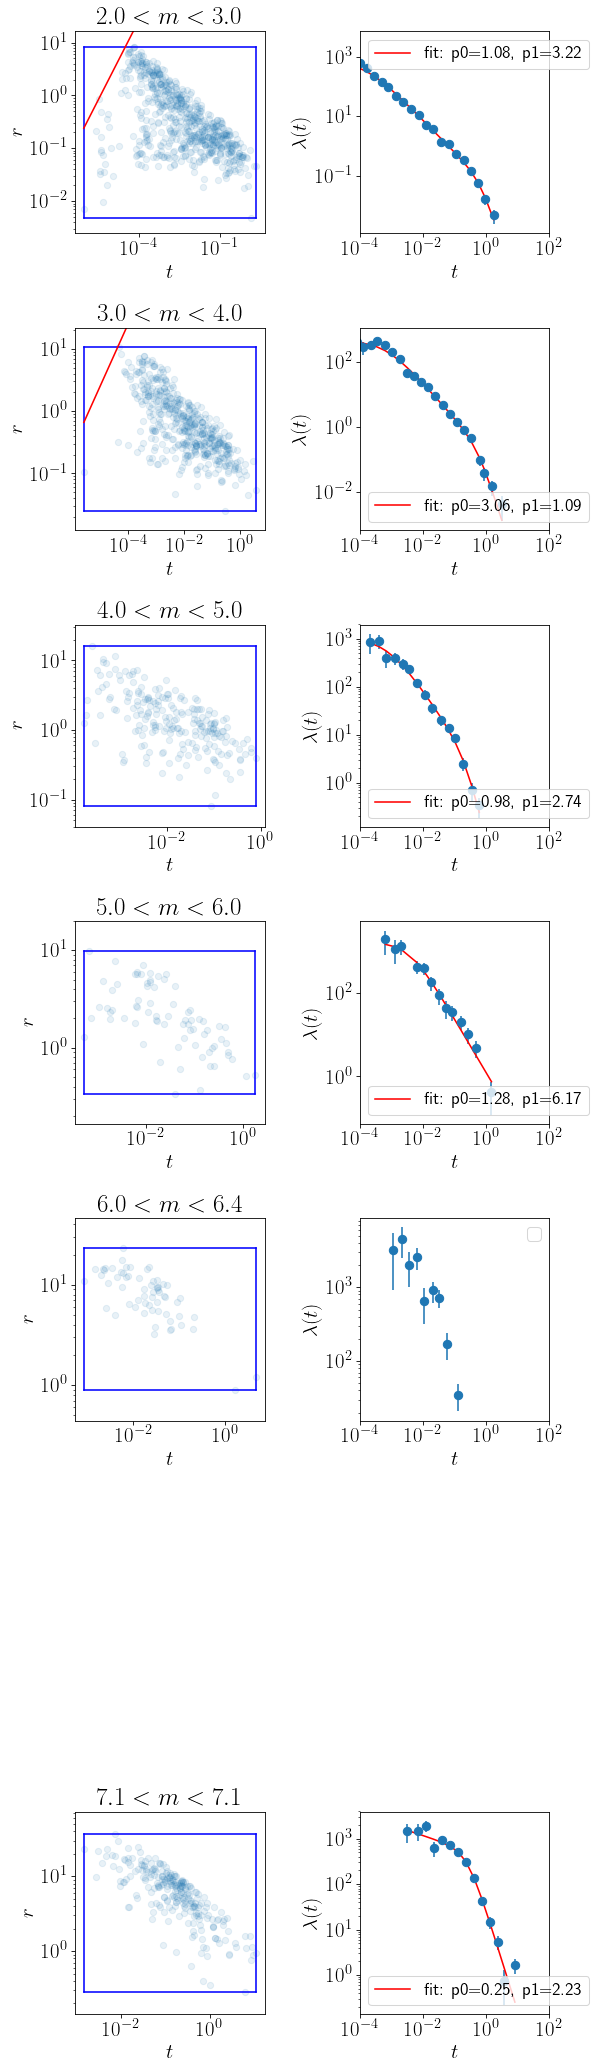 2.0 < m < 3.0
10^1
10^0
10^-1
10^-2
r
10^-4
10^-1
t
fit: p0=1.08, p1=3.22
10^3
10^1
10^-1
λ(t)
10^-4
10^-2
10^0
10^2
t
3.0 < m < 4.0
10^1
10^0
10^-1
r
10^-4
10^-2
10^0
t
10^2
10^0
10^-2
λ(t)
fit: p0=3.06, p1=1.09
10^-4
10^-2
10^0
10^2
t
4.0 < m < 5.0
10^1
10^0
10^-1
r
10^-2
10^0
t
10^3
10^2
10^1
10^0
λ(t)
fit: p0=0.98, p1=2.74
10^-4
10^-2
10^0
10^2
t
5.0 < m < 6.0
10^1
10^0
r
10^-2
10^0
t
10^2
10^0
λ(t)
fit: p0=1.28, p1=6.17
10^-4
10^-2
10^0
10^2
t
6.0 < m < 6.4
10^1
10^0
r
10^-2
10^0
t
10^3
10^2
λ(t)
10^-4
10^-2
10^0
10^2
t
7.1 < m < 7.1
10^1
10^0
r
10^-2
10^0
t
10^3
10^2
10^1
10^0
λ(t)
fit: p0=0.25, p1=2.23
10^-4
10^-2
10^0
10^2
t